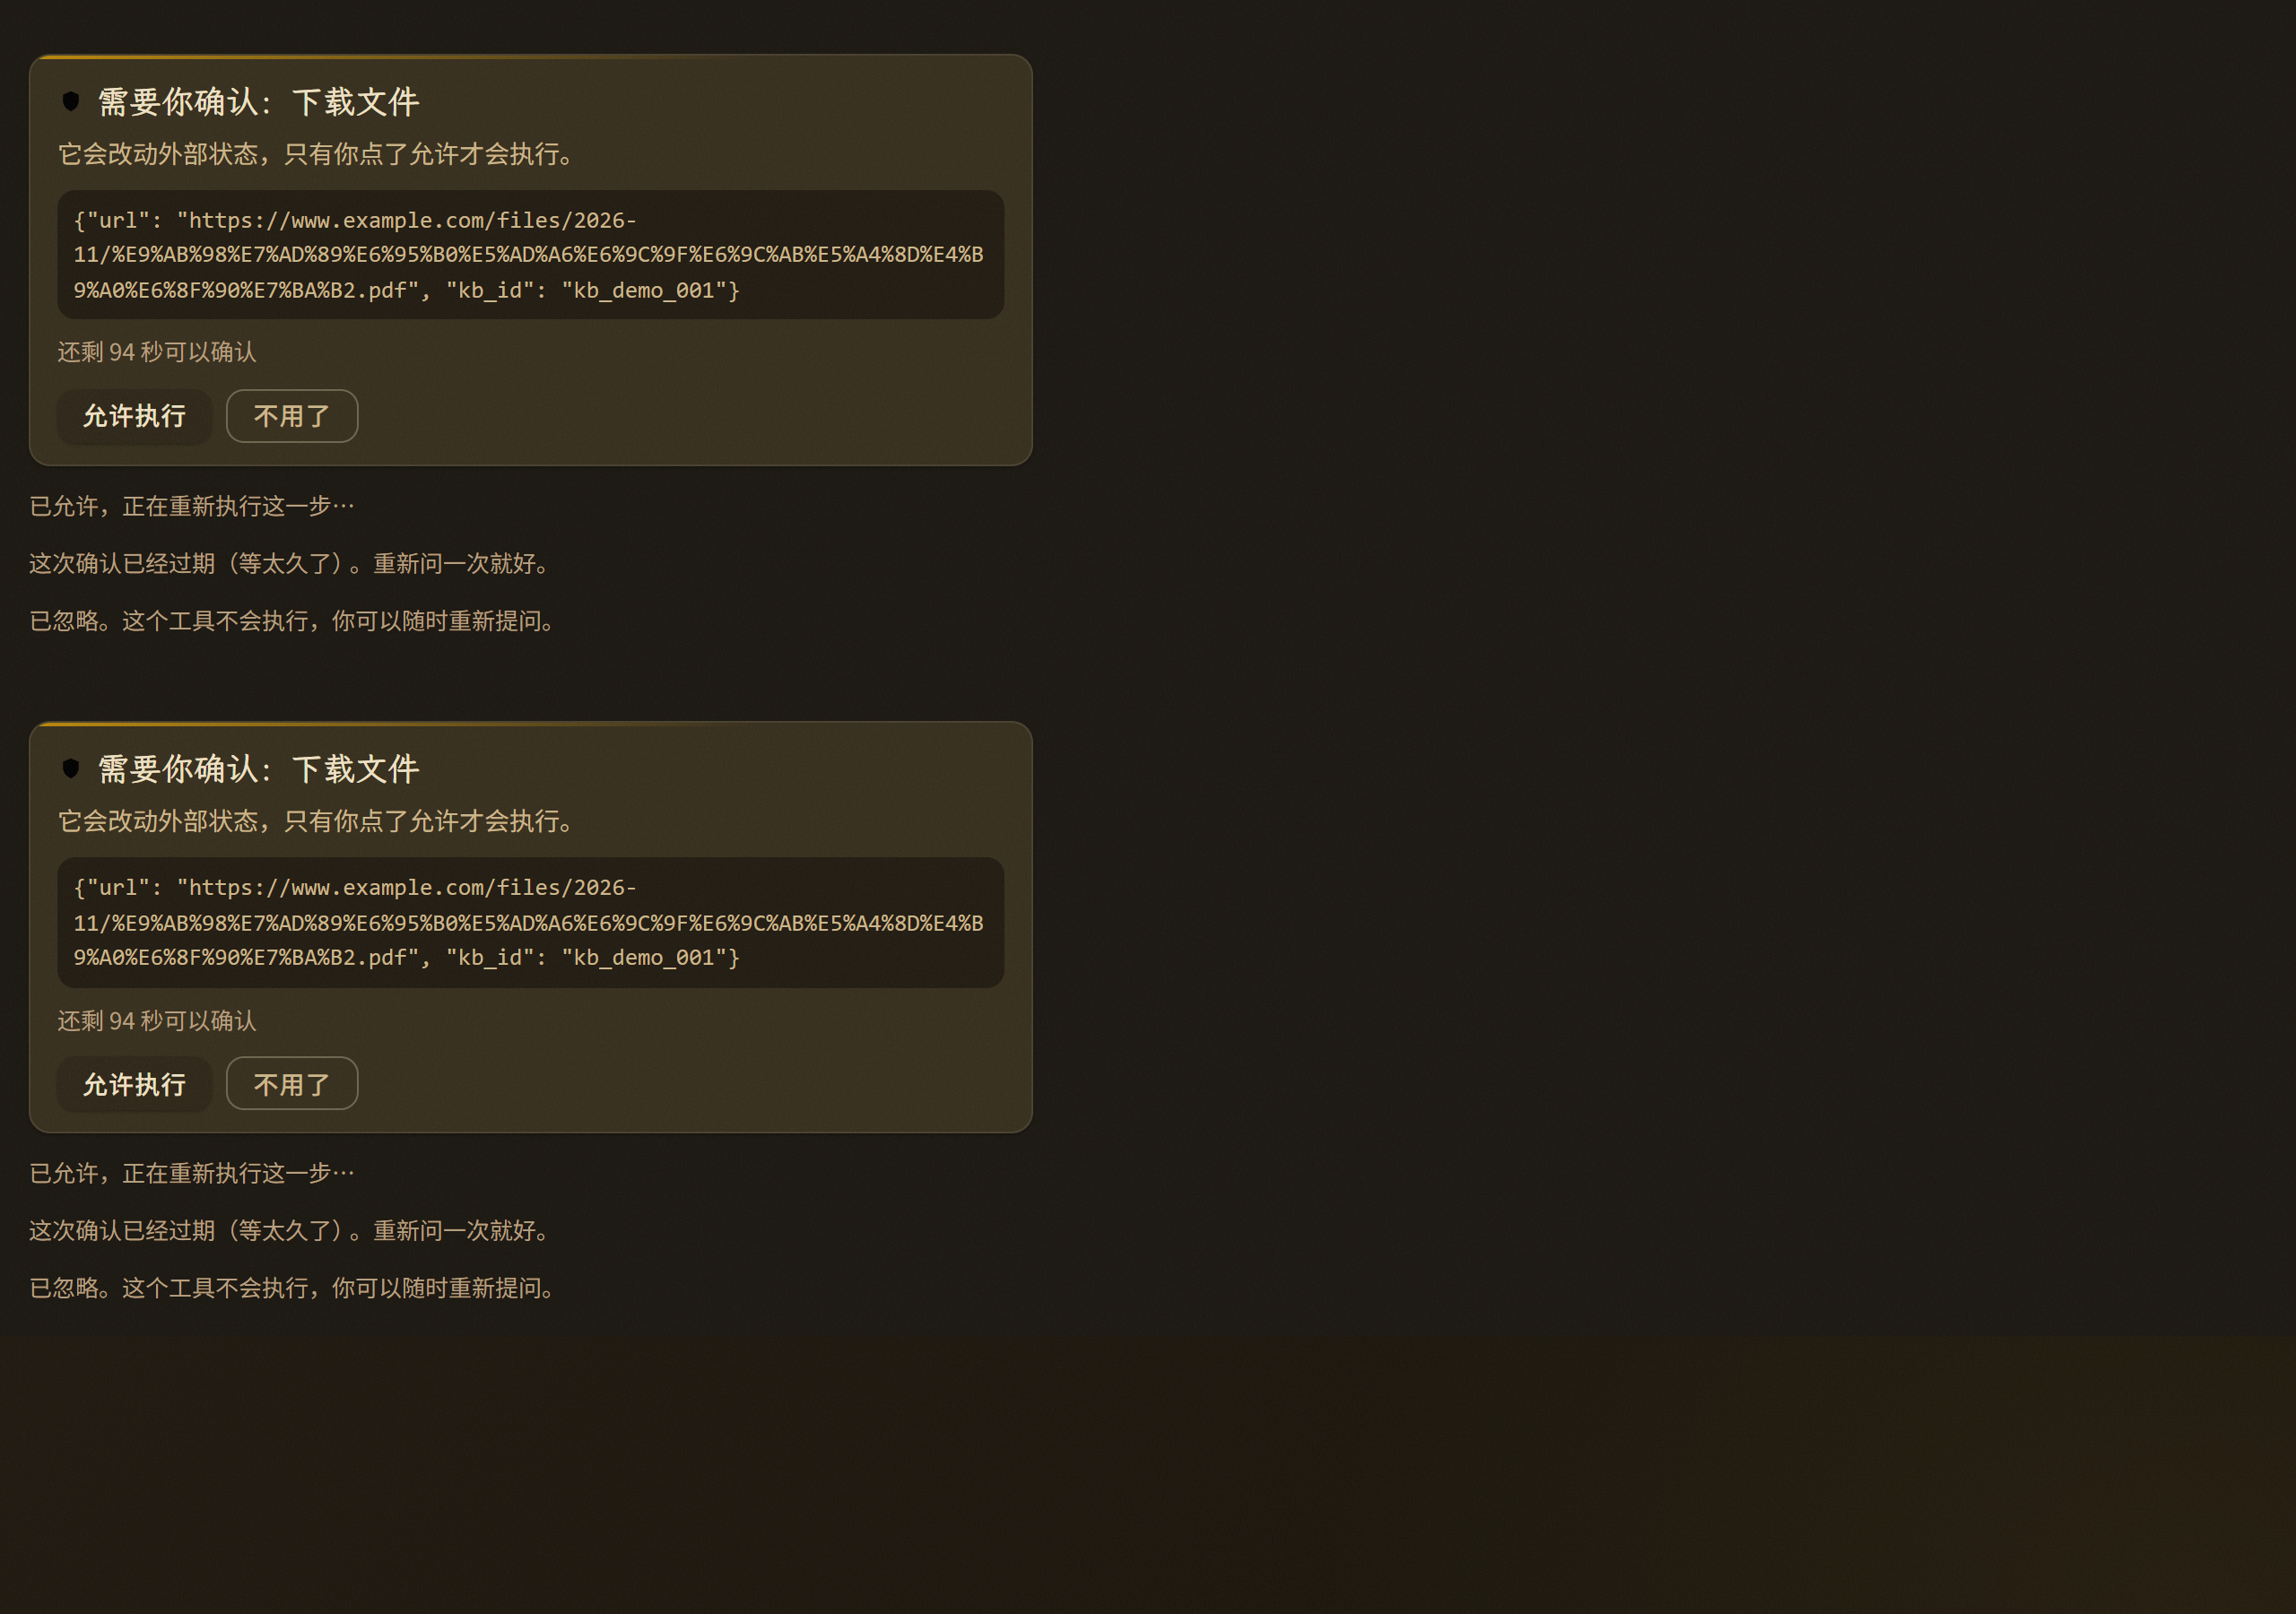 需要你确认：下载文件
它会改动外部状态，只有你点了允许才会执行。
{"url": "https://www.example.com/files/2026-
11/%E9%AB%98%E7%AD%89%E6%95%B0%E5%AD%A6%E6%9C%9F%E6%9C%AB%E5%A4%8D%E4%B
9%A0%E6%8F%90%E7%BA%B2.pdf", "kb_id": "kb_demo_001"}
还剩 94 秒可以确认
允许执行 不用了
已允许，正在重新执行这一步…
这次确认已经过期（等太久了）。重新问一次就好。
已忽略。这个工具不会执行，你可以随时重新提问。
需要你确认：下载文件
它会改动外部状态，只有你点了允许才会执行。
{"url": "https://www.example.com/files/2026-
11/%E9%AB%98%E7%AD%89%E6%95%B0%E5%AD%A6%E6%9C%9F%E6%9C%AB%E5%A4%8D%E4%B
9%A0%E6%8F%90%E7%BA%B2.pdf", "kb_id": "kb_demo_001"}
还剩 94 秒可以确认
允许执行 不用了
已允许，正在重新执行这一步…
这次确认已经过期（等太久了）。重新问一次就好。
已忽略。这个工具不会执行，你可以随时重新提问。